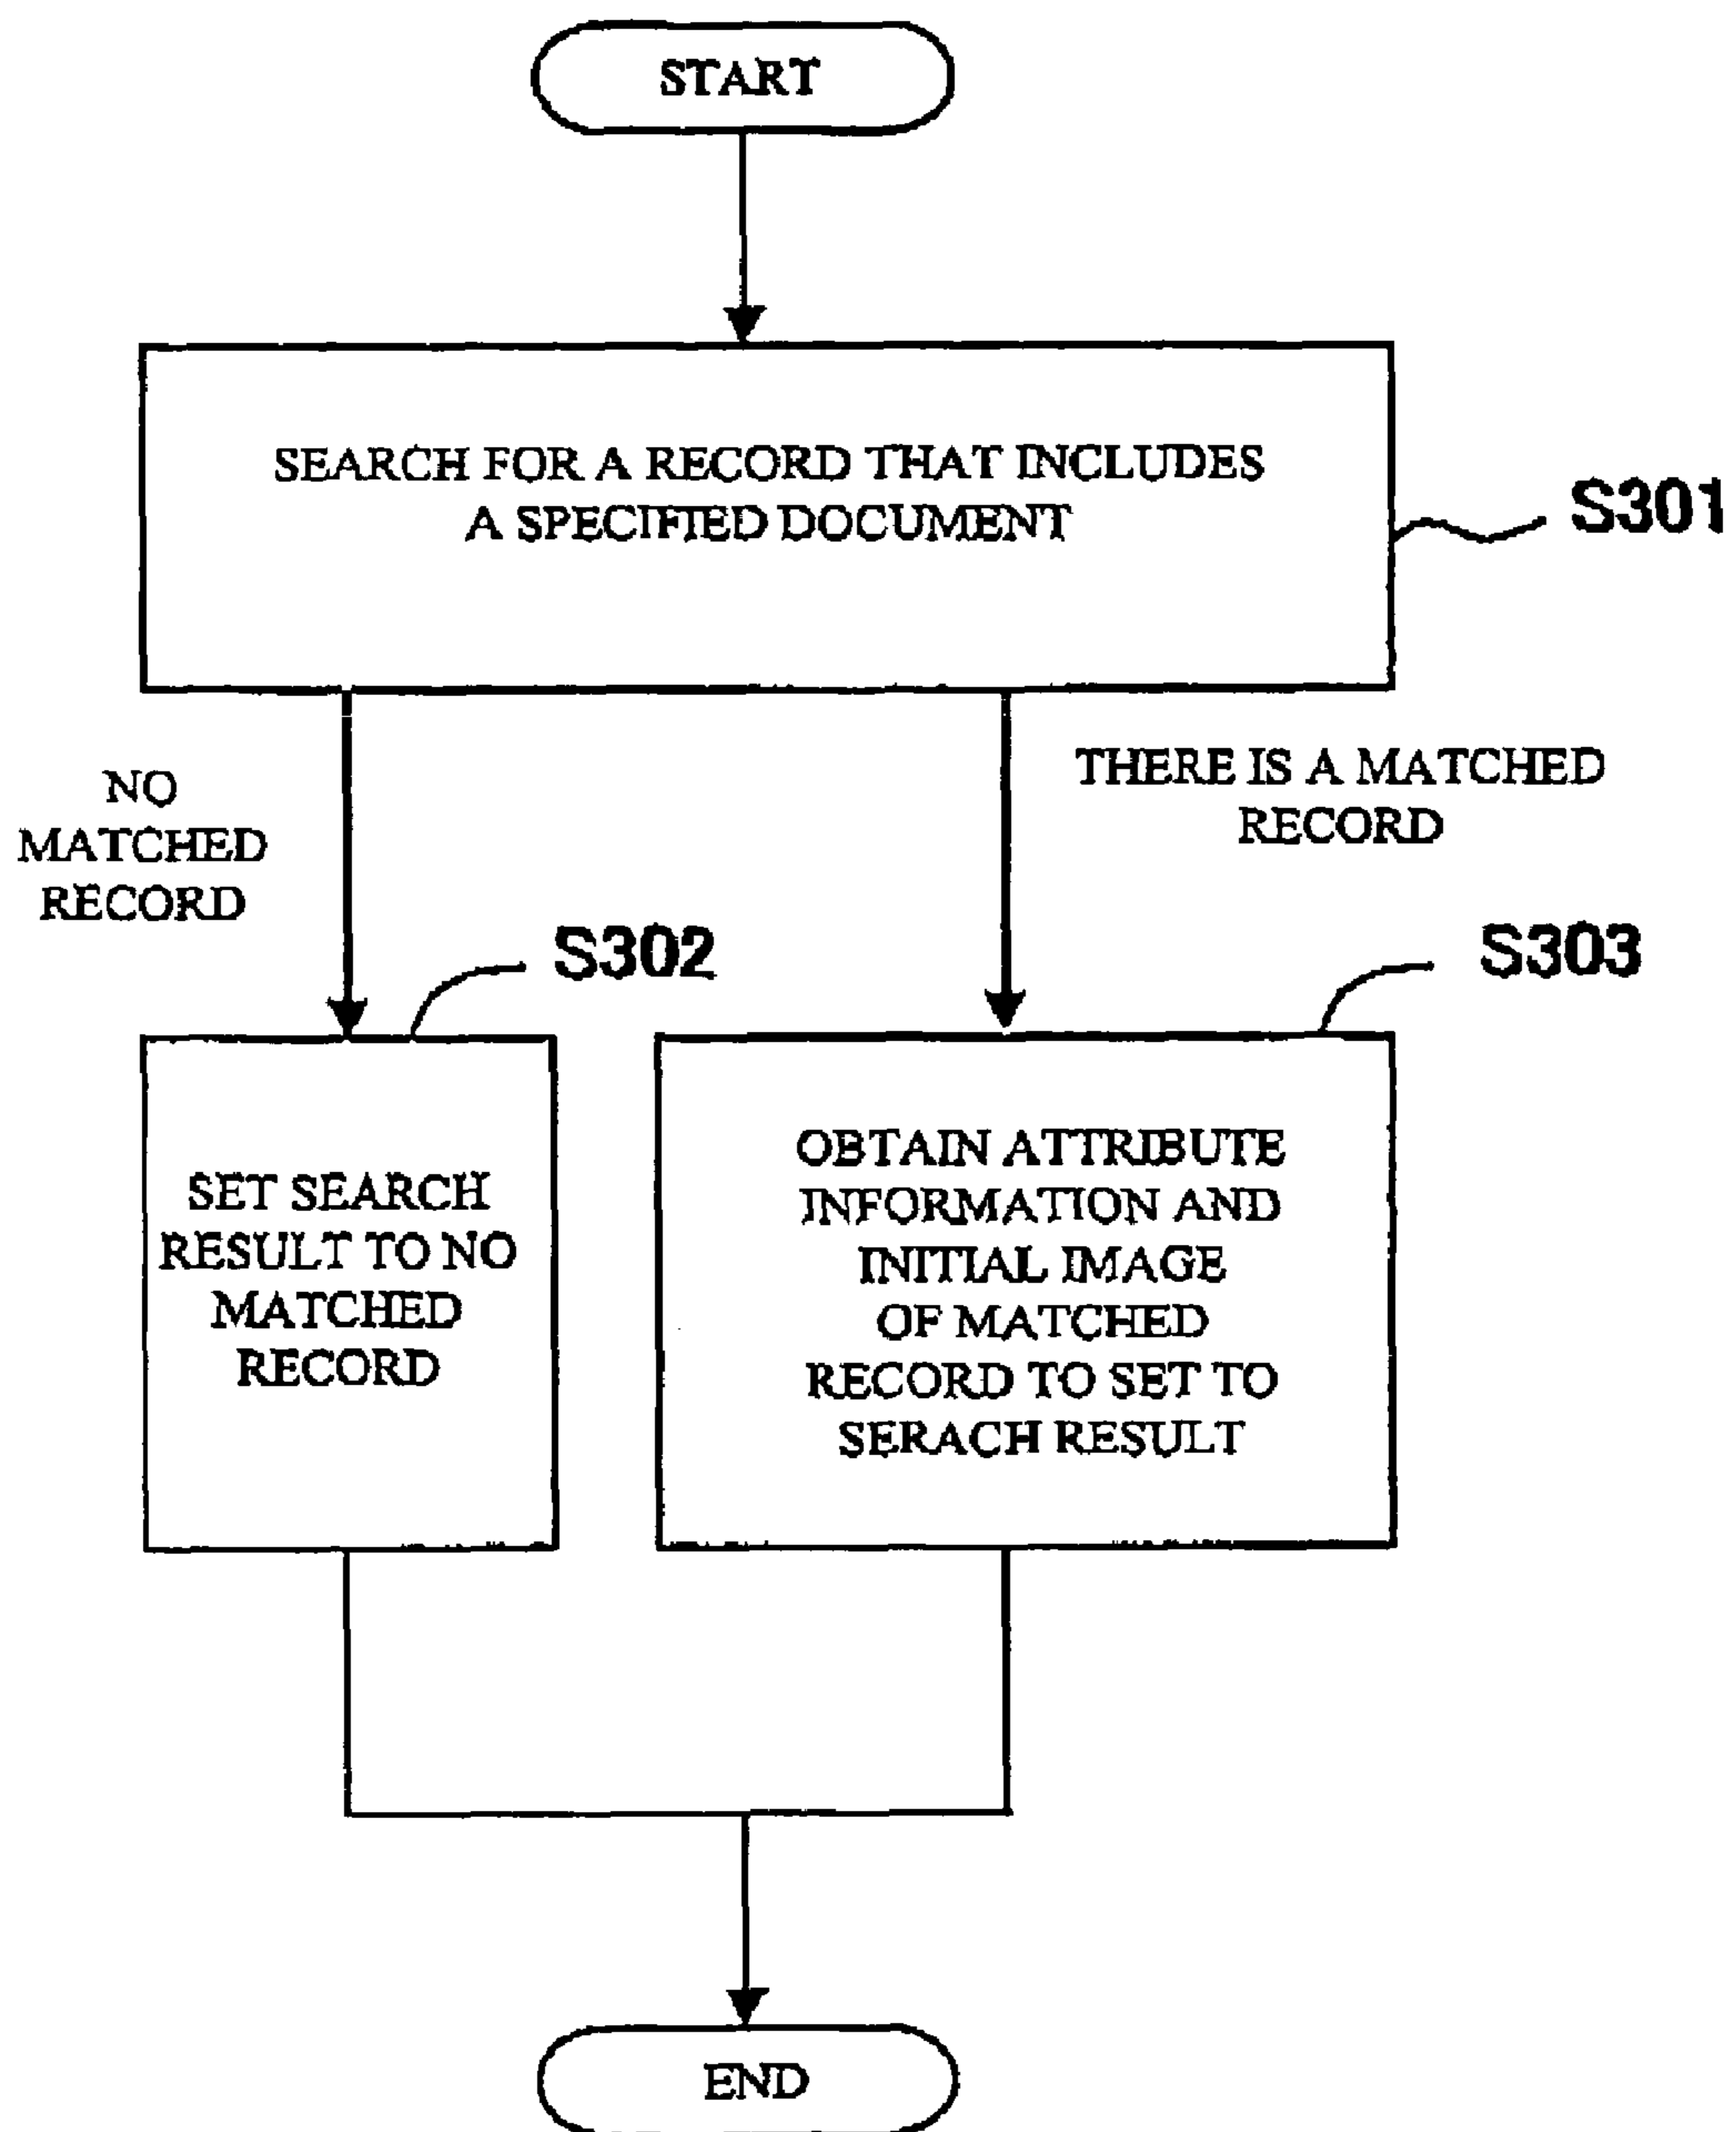 START
SEARCH FOR A RECORD THAT INCLUDES
A SPECIFIED DOCUMENT
S301
NO
MATCHED
RECORD
THERE IS A MATCHED
RECORD
S302
S303
SET SEARCH
RESULT TO NO
MATCHED
RECORD
OBTAIN ATTRIBUTE
INFORMATION AND
INITIAL IMAGE
OF MATCHED
RECORD TO SET TO
SERACH RESULT
END